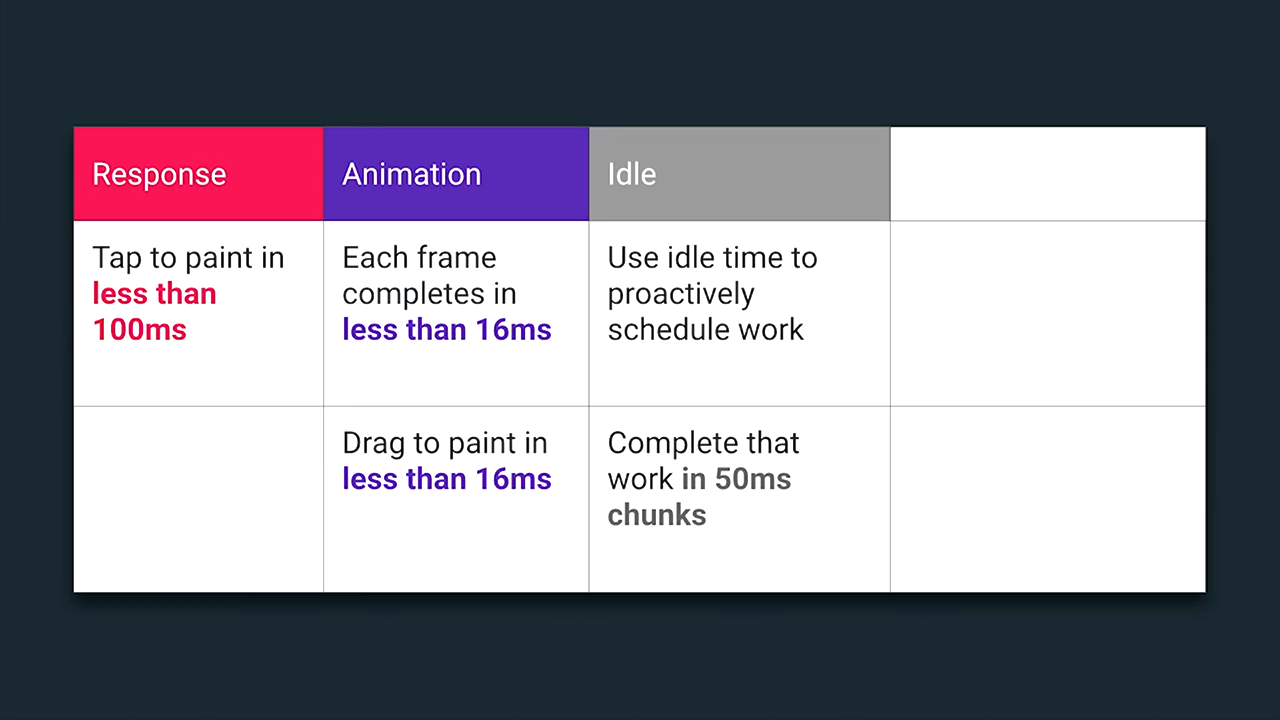 Response
Animation
Idle
Tap to paint in
less than
100ms
Each frame
completes in
less than 16ms
Use idle time to
proactively
schedule work
Drag to paint in
less than 16ms
Complete that
work in 50ms
chunks